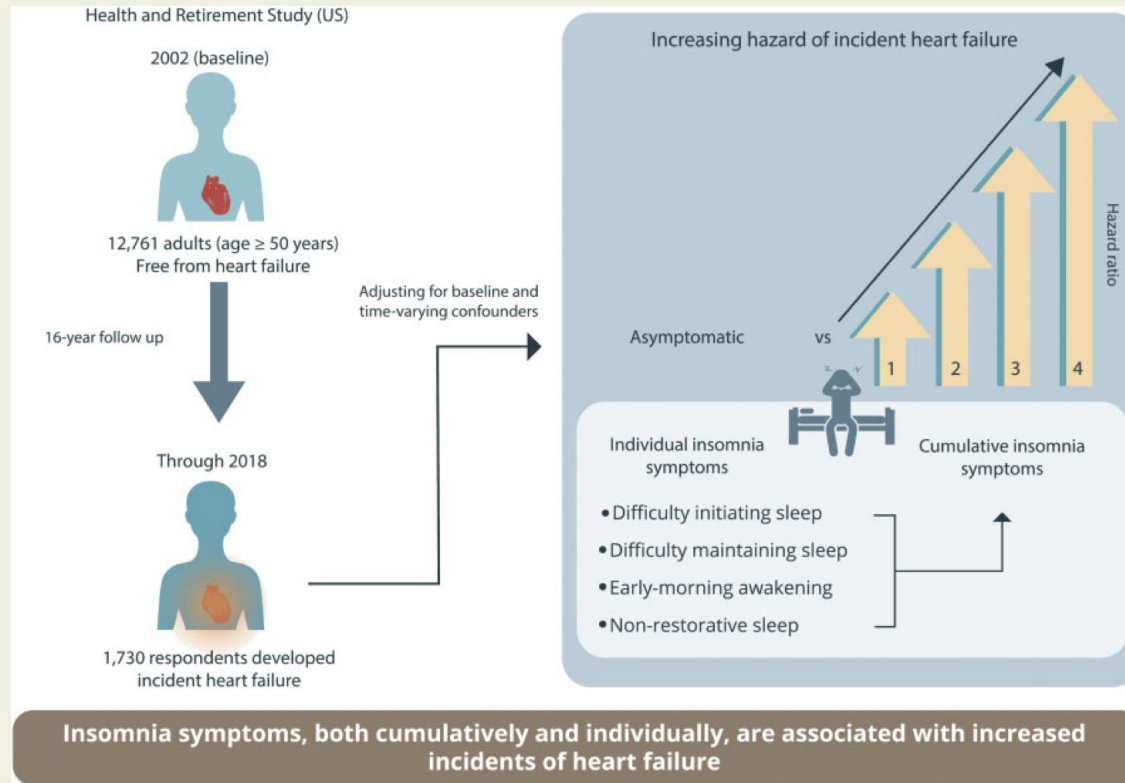 Health and Retirement Study (US)
2002 (baseline)
12,761 adults (age ≥ 50 years)
Free from heart failure
16-year follow up
Through 2018
1,730 respondents developed
incident heart failure
Adjusting for baseline and
time-varying confounders
Increasing hazard of incident heart failure
Asymptomatic vs
1 2 3 4
Hazard ratio
Individual insomnia
symptoms
•Difficulty initiating sleep
•Difficulty maintaining sleep
•Early-morning awakening
•Non-restorative sleep
Cumulative insomnia
symptoms
Insomnia symptoms, both cumulatively and individually, are associated with increased
incidents of heart failure